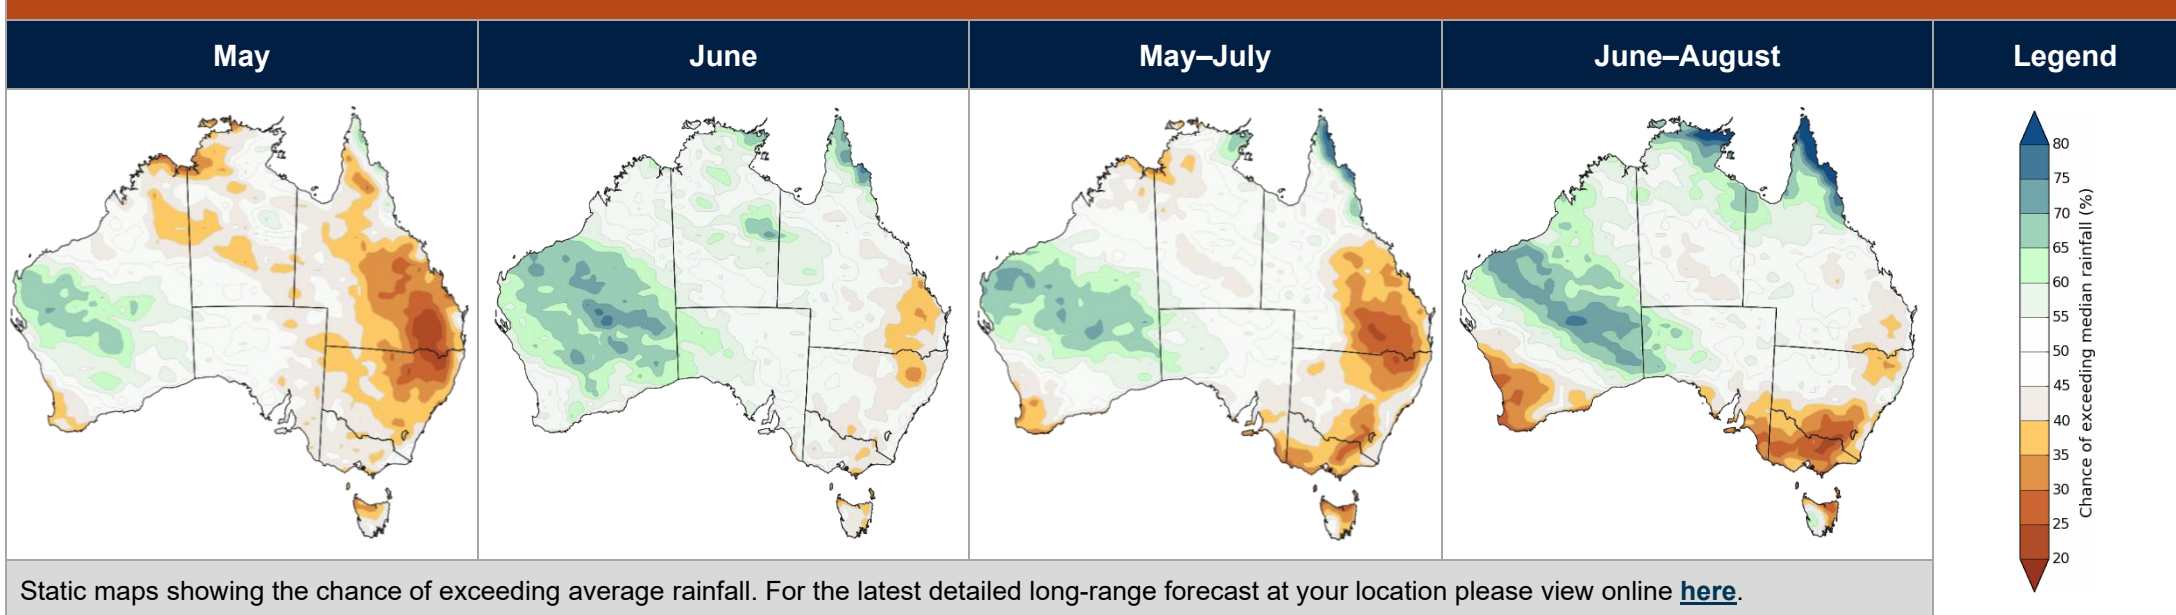 May
June
May–July
June–August
Legend
80
75
70
65
60
55
50
45
40
35
30
25
20
Chance of exceeding median rainfall (%)
Static maps showing the chance of exceeding average rainfall. For the latest detailed long-range forecast at your location please view online here.